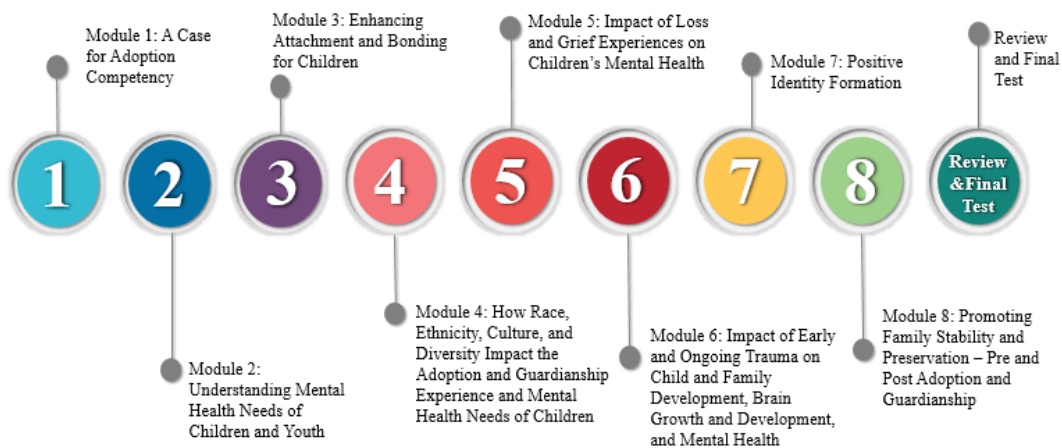 Module 1: A Case
for Adoption
Competency
Module 3: Enhancing
Attachment and Bonding
for Children
Module 5: Impact of Loss
and Grief Experiences on
Children's Mental Health
Module 7: Positive
Identity Formation
Review
and Final
Test
1
2
3
4
5
6
7
8
Review
&Final
Test
Module 2:
Understanding Mental
Health Needs of
Children and Youth
Module 4: How Race,
Ethnicity, Culture, and
Diversity Impact the
Adoption and Guardianship
Experience and Mental
Health Needs of Children
Module 6: Impact of Early
and Ongoing Trauma on
Child and Family
Development, Brain
Growth and Development,
and Mental Health
Module 8: Promoting
Family Stability and
Preservation – Pre and
Post Adoption and
Guardianship